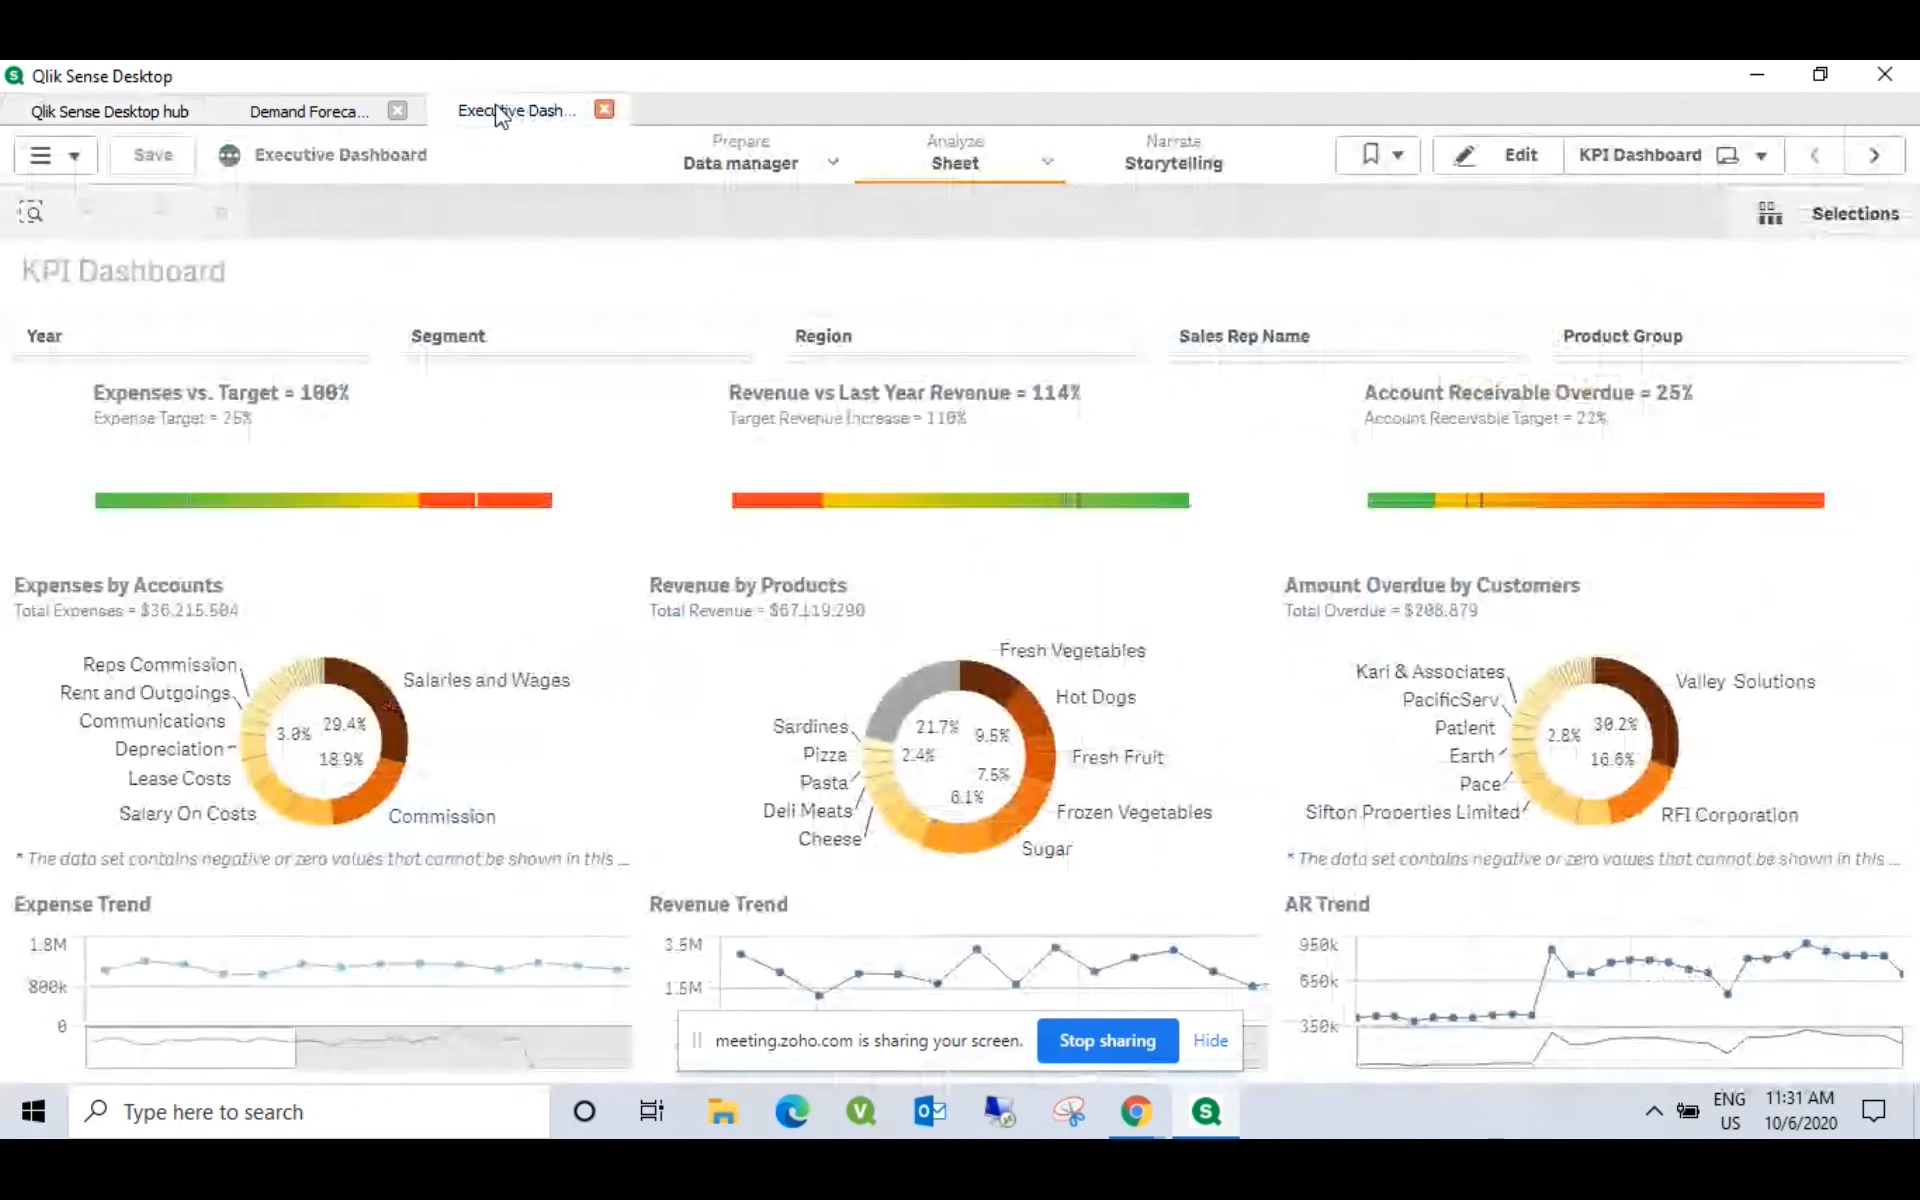 Qlik Sense Desktop
Qlik Sense Desktop hub
Demand Foreca...
Executive Dash...
Save
Executive Dashboard
Prepare
Data manager
Analyze
Sheet
Narrate
Storytelling
Edit
KPI Dashboard
Selections
KPI Dashboard
Year
Segment
Region
Sales Rep Name
Product Group
Expenses vs. Target = 100%
Expense Target = 25%
Revenue vs Last Year Revenue = 114%
Target Revenue Increase = 110%
Account Receivable Overdue = 25%
Account Receivable Target = 22%
Expenses by Accounts
Total Expenses = $36,215,504
Reps Commission
Rent and Outgoings
Communications
Depreciation
Lease Costs
Salary On Costs
Salaries and Wages
Commission
3.0%
29.4%
18.9%
* The data set contains negative or zero values that cannot be shown in this ...
Revenue by Products
Total Revenue = $67,119,290
Fresh Vegetables
Hot Dogs
Fresh Fruit
Frozen Vegetables
Sugar
Sardines
Pizza
Pasta
Deli Meats
Cheese
21.7%
9.5%
2.4%
7.5%
6.1%
Amount Overdue by Customers
Total Overdue = $208,879
Kari & Associates
PacificServ
Patient
Earth
Pace
Sifton Properties Limited
Valley Solutions
RFI Corporation
2.8%
30.2%
16.6%
* The data set contains negative or zero values that cannot be shown in this ...
Expense Trend
1.8M
800k
0
Revenue Trend
3.5M
1.5M
AR Trend
950k
650k
350k
meeting.zoho.com is sharing your screen.
Stop sharing
Hide
Type here to search
ENG
US
11:31 AM
10/6/2020